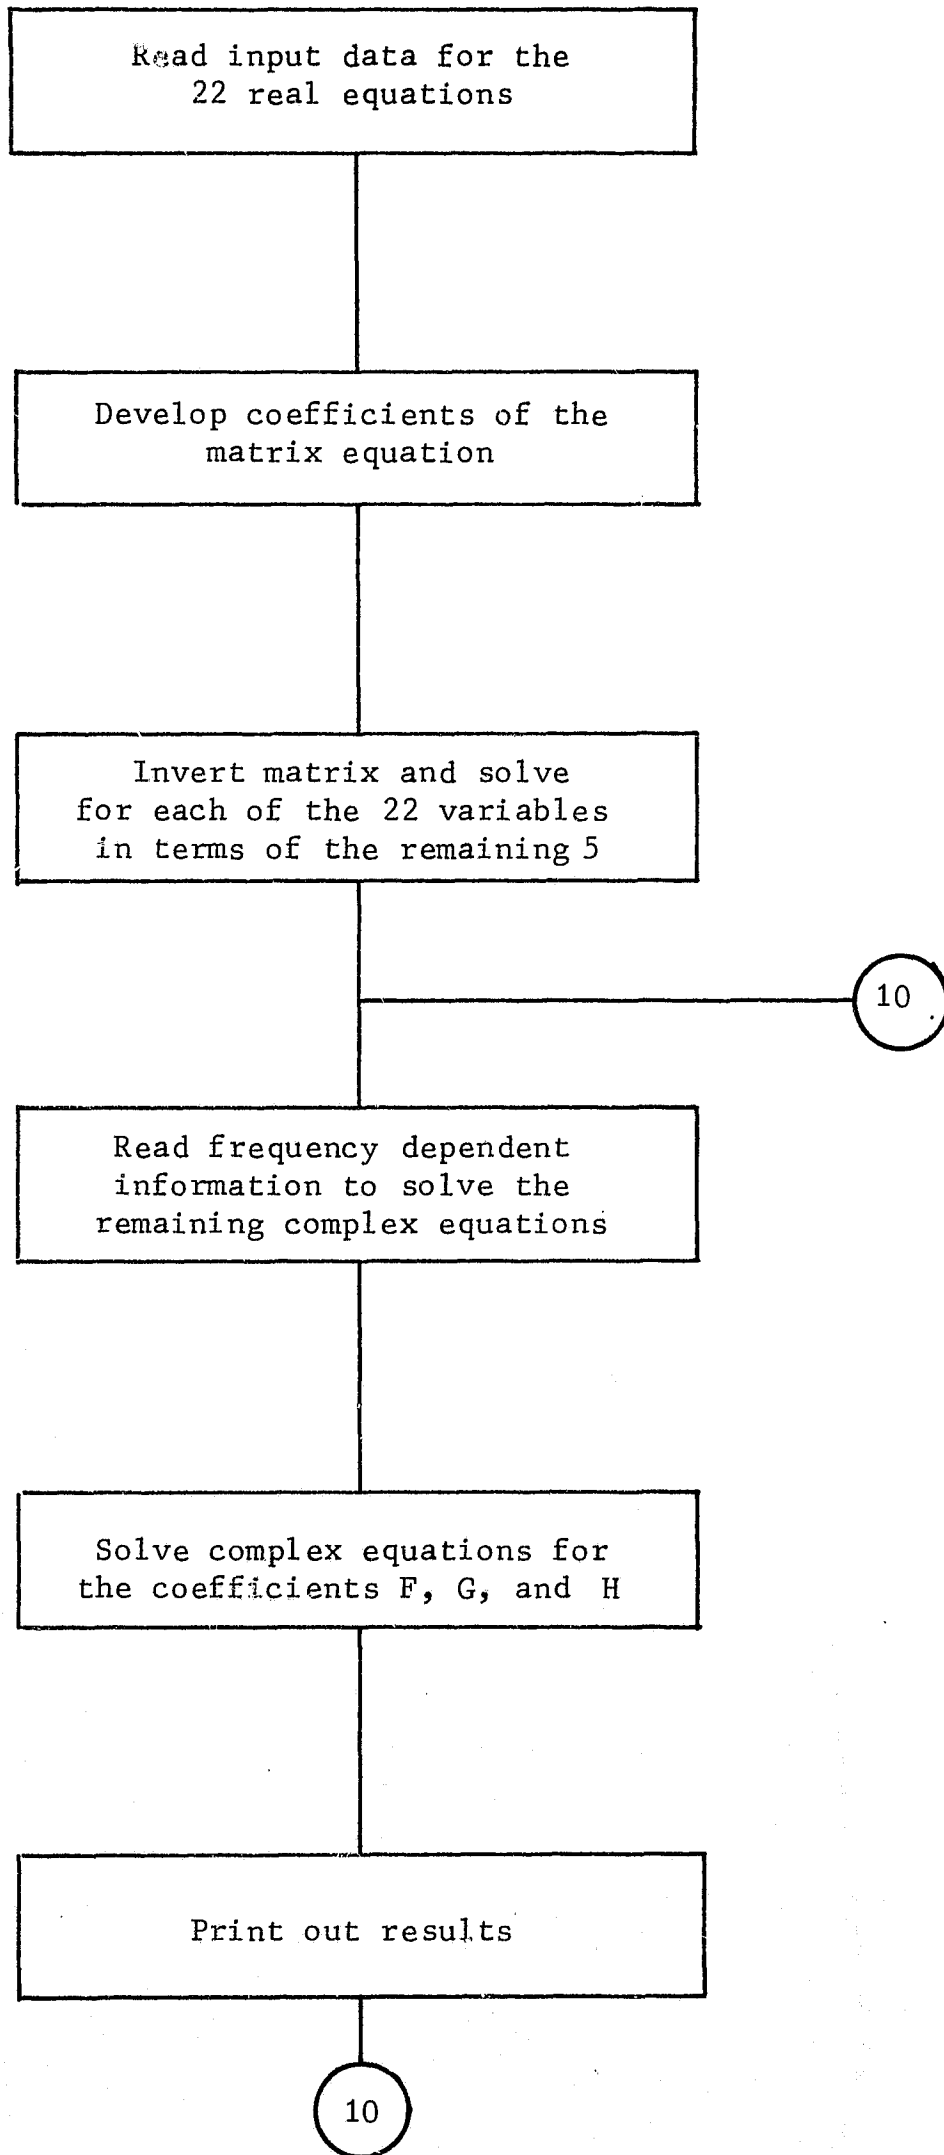 Read input data for the
22 real equations
Develop coefficients of the
matrix equation
Invert matrix and solve
for each of the 22 variables
in terms of the remaining 5
10
Read frequency dependent
information to solve the
remaining complex equations
Solve complex equations for
the coefficients F, G, and H
Print out results
10